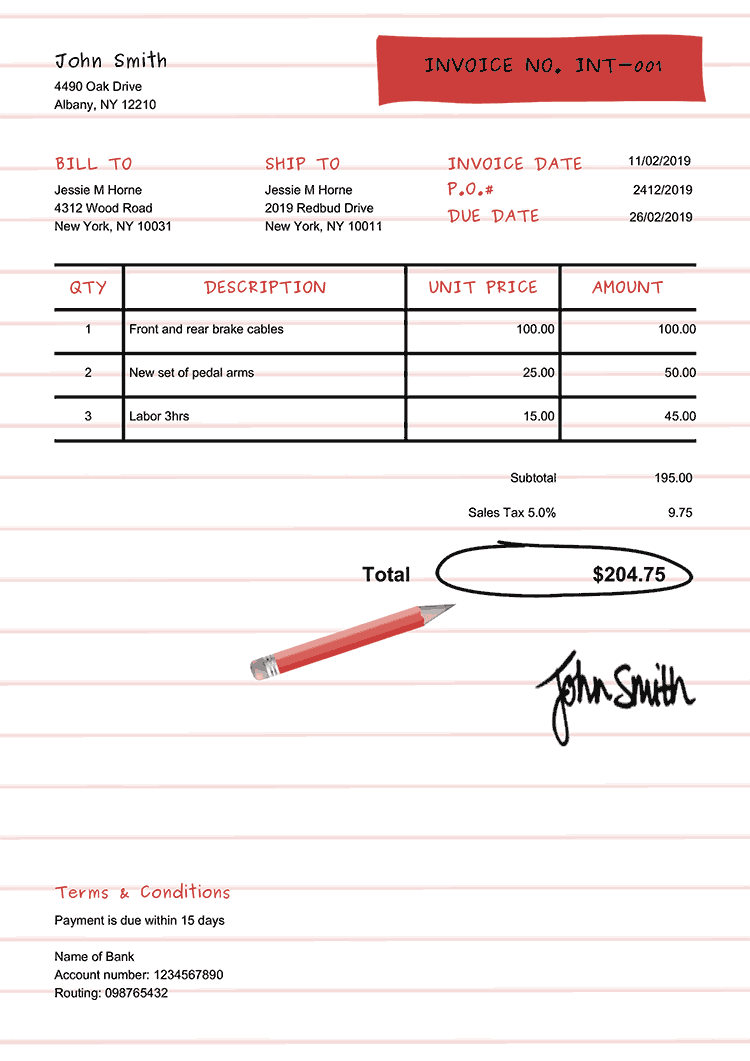 John Smith
4490 Oak Drive
Albany, NY 12210
INVOICE NO. INT-001
BILL TO
Jessie M Horne
4312 Wood Road
New York, NY 10031
SHIP TO
Jessie M Horne
2019 Redbud Drive
New York, NY 10011
INVOICE DATE 11/02/2019
P.O.# 2412/2019
DUE DATE 26/02/2019
QTY DESCRIPTION UNIT PRICE AMOUNT
1 Front and rear brake cables 100.00 100.00
2 New set of pedal arms 25.00 50.00
3 Labor 3hrs 15.00 45.00
Subtotal 195.00
Sales Tax 5.0% 9.75
Total $204.75
John Smith
Terms & Conditions
Payment is due within 15 days
Name of Bank
Account number: 1234567890
Routing: 098765432